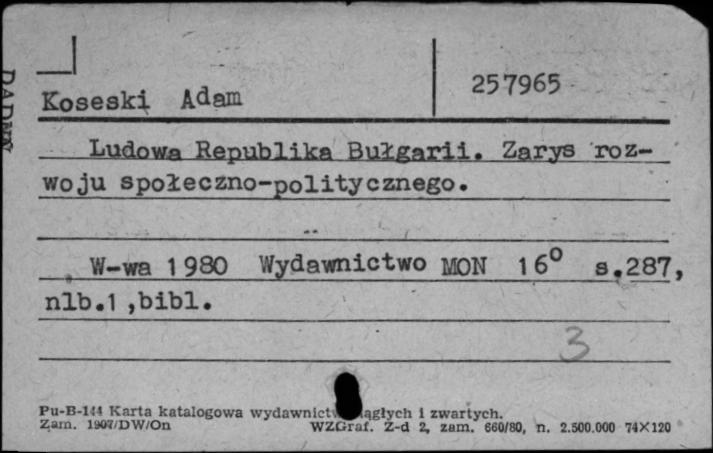 Koseski Adam
257965
Ludowa Republika Bułgarii. Zarys roz-
woju społeczno-politycznego.
W-wa 1980 Wydawnictwo MON 16⁰ s.287,
nlb.1 ,bibl.
3
Pu-B-144 Karta katalogowa i zwartych.
Zam. 1907/DW/On WZGraf. Z-d 2, zam. 660/80, n. 2.500.000 74×120